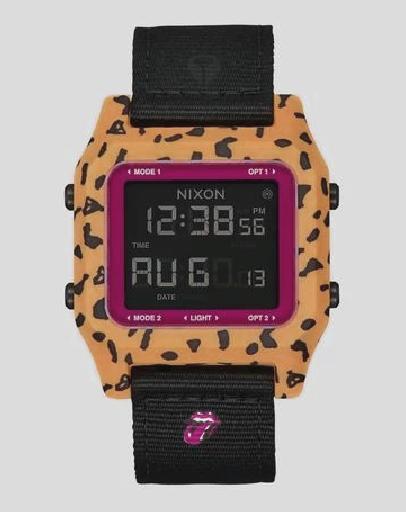 MODE 1 OPT 1
NIXON
PM
12:38 56
TIME
AUG 13
DATE
MODE 2 LIGHT OPT 2